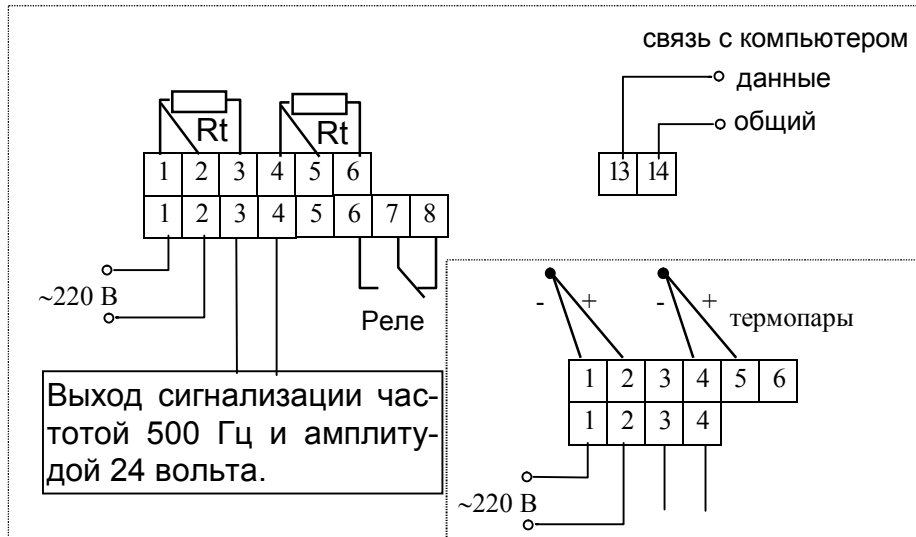 связь с компьютером
данные
общий
Rt Rt
1 2 3 4 5 6
13 14
1 2 3 4 5 6 7 8
~220 В
Реле
- + - +
термопары
Выход сигнализации час-
тотой 500 Гц и амплиту-
дой 24 вольта.
1 2 3 4 5 6
1 2 3 4
~220 В